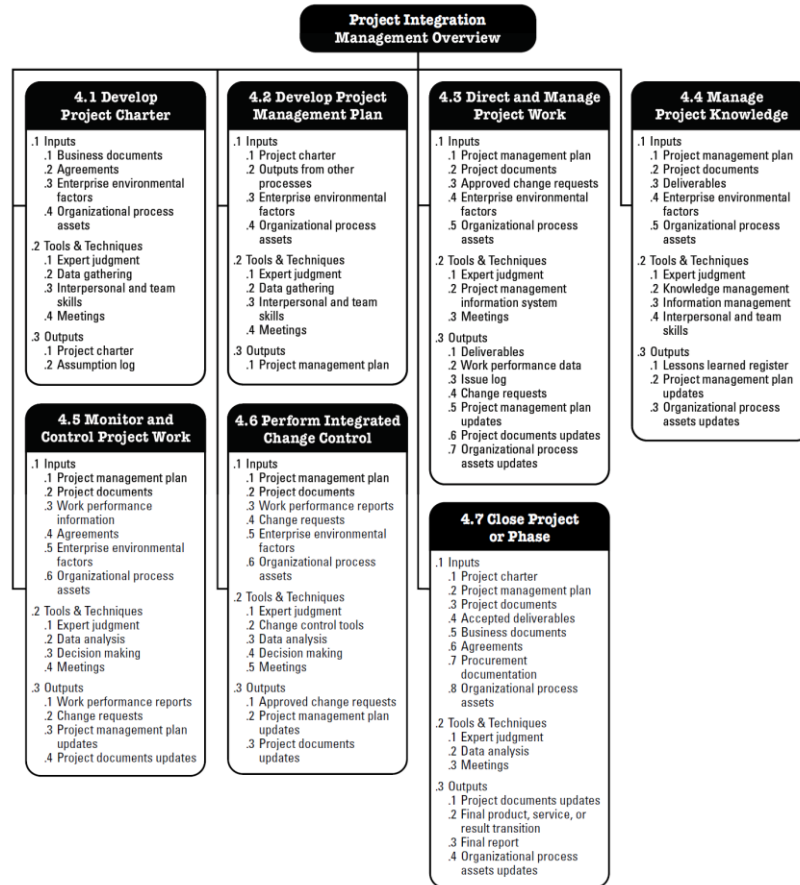 Project Integration
Management Overview
4.1 Develop
Project Charter
.1 Inputs
.1 Business documents
.2 Agreements
.3 Enterprise environmental
factors
.4 Organizational process
assets
.2 Tools & Techniques
.1 Expert judgment
.2 Data gathering
.3 Interpersonal and team
skills
.4 Meetings
.3 Outputs
.1 Project charter
.2 Assumption log
4.2 Develop Project
Management Plan
.1 Inputs
.1 Project charter
.2 Outputs from other
processes
.3 Enterprise environmental
factors
.4 Organizational process
assets
.2 Tools & Techniques
.1 Expert judgment
.2 Data gathering
.3 Interpersonal and team
skills
.4 Meetings
.3 Outputs
.1 Project management plan
4.3 Direct and Manage
Project Work
.1 Inputs
.1 Project management plan
.2 Project documents
.3 Approved change requests
.4 Enterprise environmental
factors
.5 Organizational process
assets
.2 Tools & Techniques
.1 Expert judgment
.2 Project management
information system
.3 Meetings
.3 Outputs
.1 Deliverables
.2 Work performance data
.3 Issue log
.4 Change requests
.5 Project management plan
updates
.6 Project documents updates
.7 Organizational process
assets updates
4.4 Manage
Project Knowledge
.1 Inputs
.1 Project management plan
.2 Project documents
.3 Deliverables
.4 Enterprise environmental
factors
.5 Organizational process
assets
.2 Tools & Techniques
.1 Expert judgment
.2 Knowledge management
.3 Information management
.4 Interpersonal and team
skills
.3 Outputs
.1 Lessons learned register
.2 Project management plan
updates
.3 Organizational process
assets updates
4.5 Monitor and
Control Project Work
.1 Inputs
.1 Project management plan
.2 Project documents
.3 Work performance
information
.4 Agreements
.5 Enterprise environmental
factors
.6 Organizational process
assets
.2 Tools & Techniques
.1 Expert judgment
.2 Data analysis
.3 Decision making
.4 Meetings
.3 Outputs
.1 Work performance reports
.2 Change requests
.3 Project management plan
updates
.4 Project documents updates
4.6 Perform Integrated
Change Control
.1 Inputs
.1 Project management plan
.2 Project documents
.3 Work performance reports
.4 Change requests
.5 Enterprise environmental
factors
.6 Organizational process
assets
.2 Tools & Techniques
.1 Expert judgment
.2 Change control tools
.3 Data analysis
.4 Decision making
.5 Meetings
.3 Outputs
.1 Approved change requests
.2 Project management plan
updates
.3 Project documents
updates
4.7 Close Project
or Phase
.1 Inputs
.1 Project charter
.2 Project management plan
.3 Project documents
.4 Accepted deliverables
.5 Business documents
.6 Agreements
.7 Procurement
documentation
.8 Organizational process
assets
.2 Tools & Techniques
.1 Expert judgment
.2 Data analysis
.3 Meetings
.3 Outputs
.1 Project documents updates
.2 Final product, service, or
result transition
.3 Final report
.4 Organizational process
assets updates